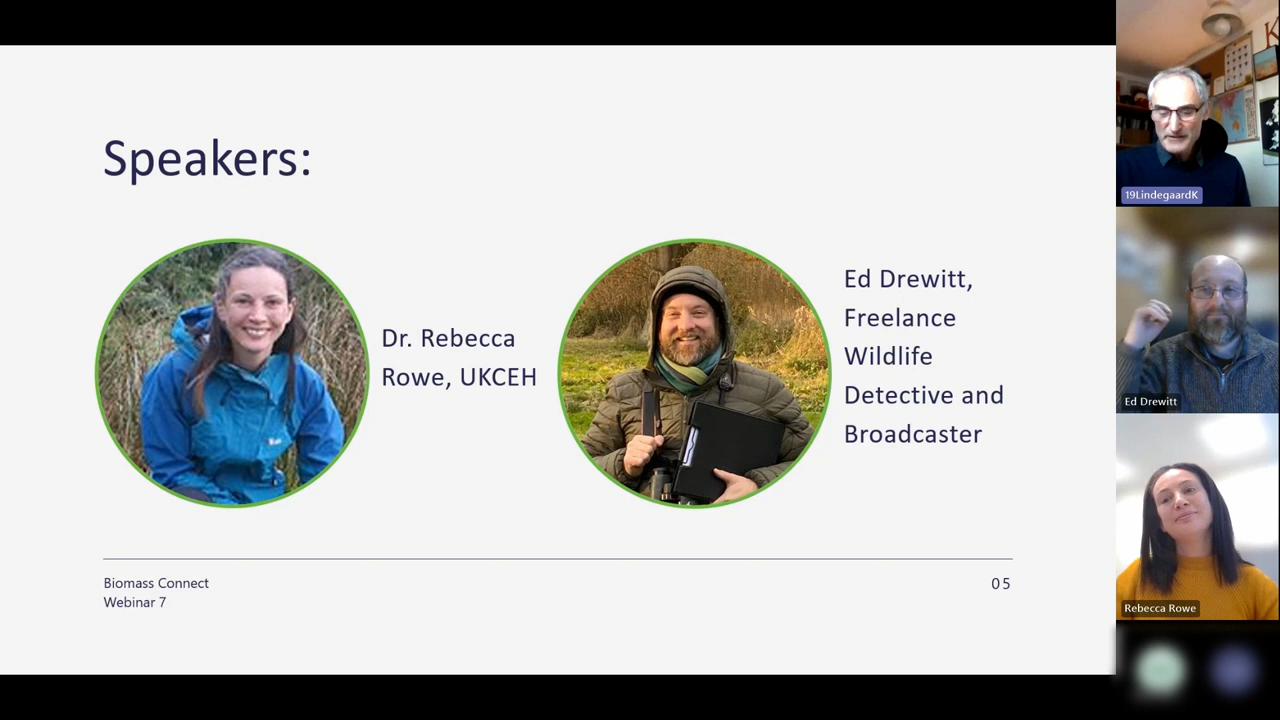 Speakers:
Dr. Rebecca
Rowe, UKCEH
Ed Drewitt,
Freelance
Wildlife
Detective and
Broadcaster
Biomass Connect
Webinar 7
05
19LindegaardK
Ed Drewitt
Rebecca Rowe